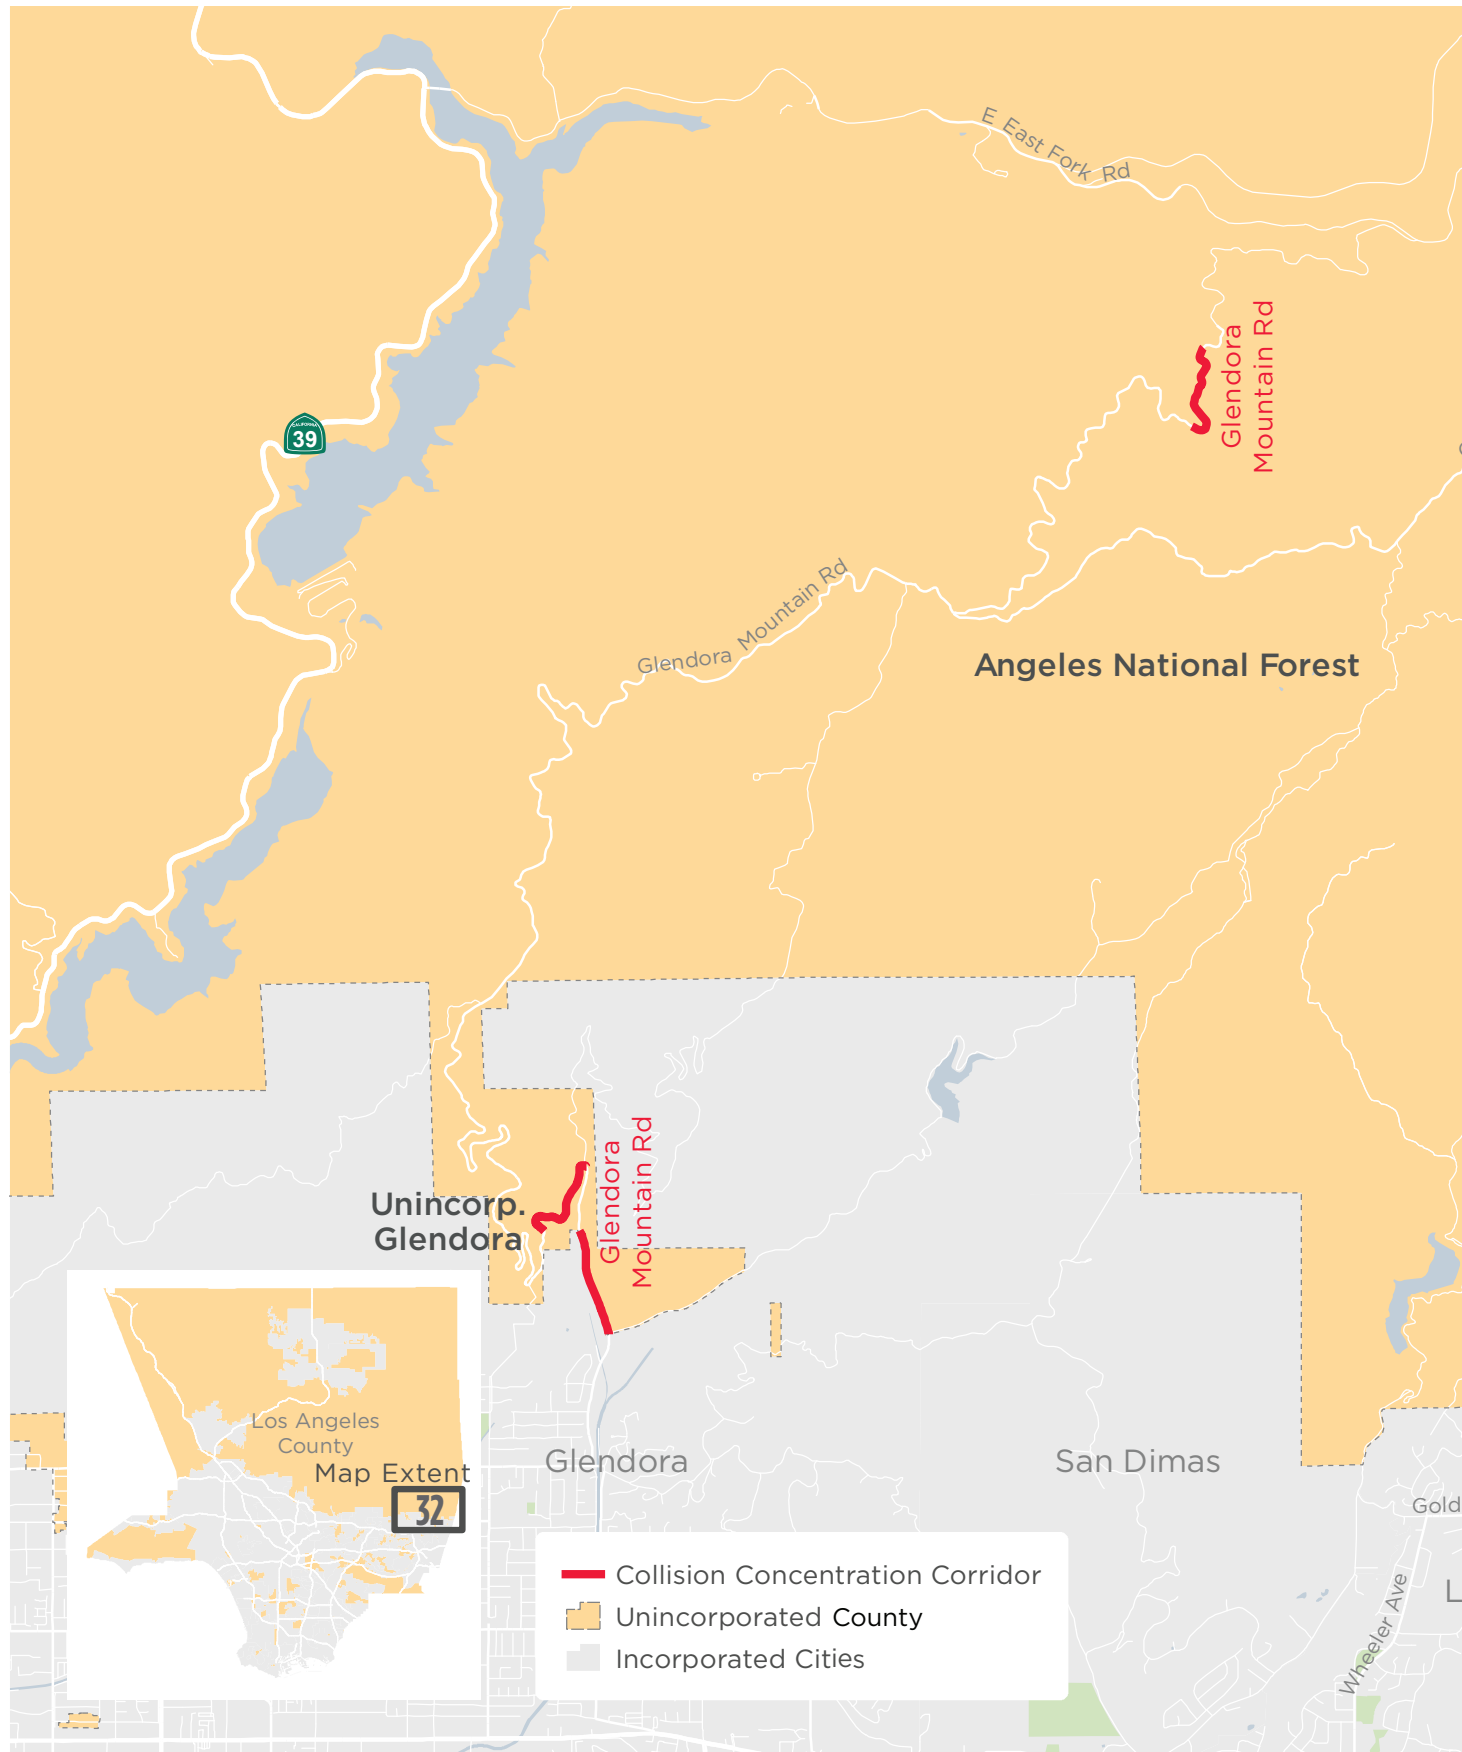 E East Fork Rd
Glendora
Mountain Rd
CALIFORNIA
39
Glendora Mountain Rd
Angeles National Forest
Glendora
Mountain Rd
Unincorp.
Glendora
Los Angeles
County
Map Extent
32
Glendora
San Dimas
Gold
L
Wheeler Ave
Collision Concentration Corridor
Unincorporated County
Incorporated Cities